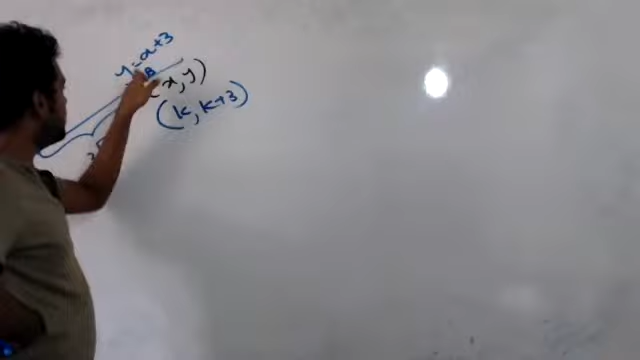 y=x+3
B
(x,y)
(k, k+3)